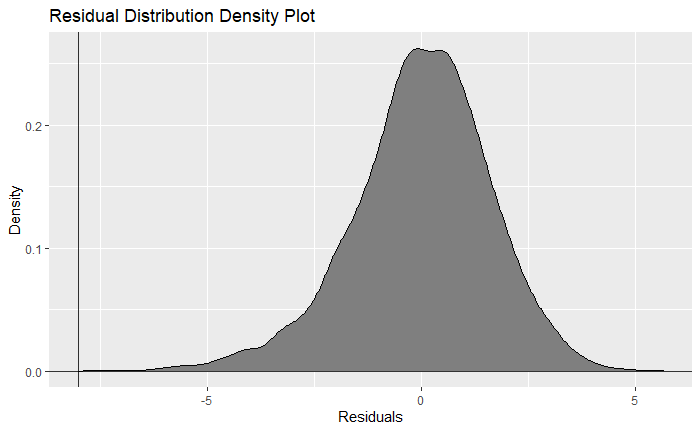 Residual Distribution Density Plot
Density
0.2
0.1
0.0
-5 0 5
Residuals